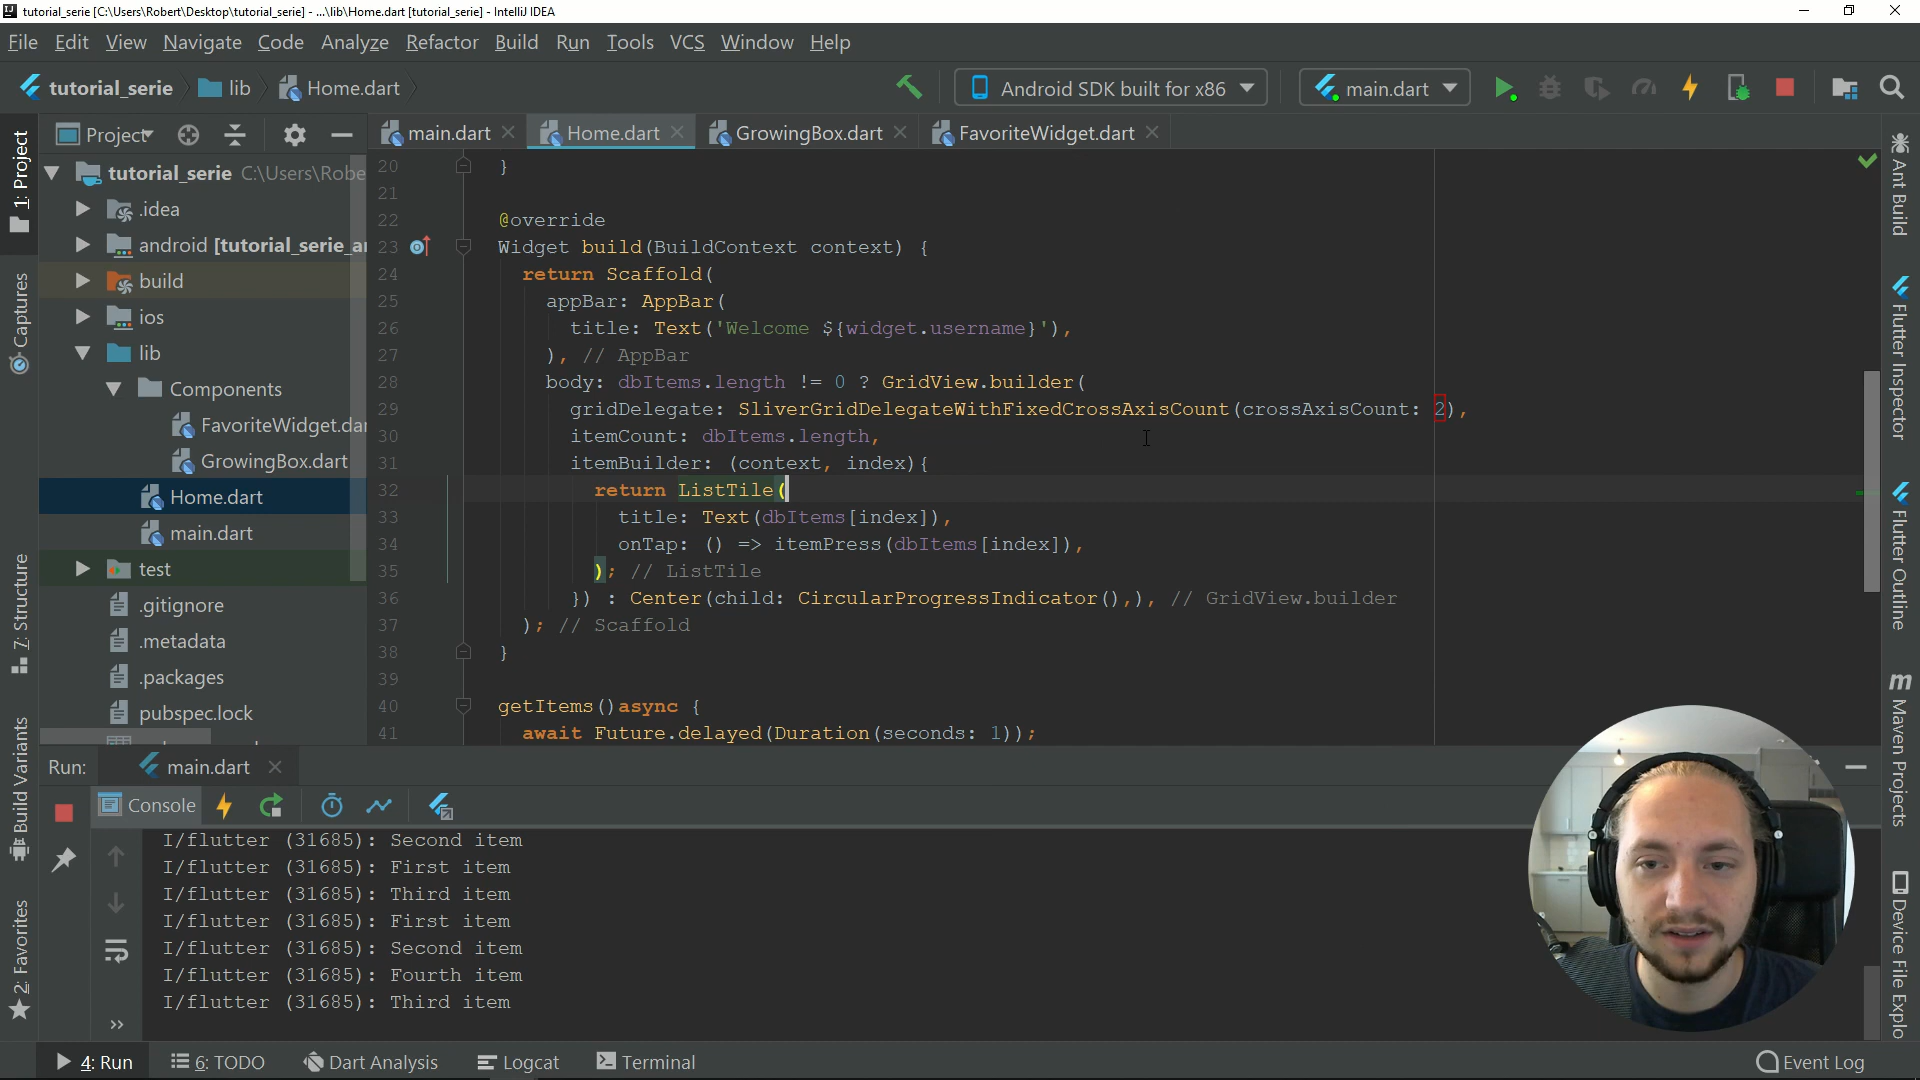 tutorial_serie [C:\Users\Robert\Desktop\tutorial_serie] - ...\lib\Home.dart [tutorial_serie] - IntelliJ IDEA
File Edit View Navigate Code Analyze Refactor Build Run Tools VCS Window Help
tutorial_serie lib Home.dart Android SDK built for x86 main.dart
Project main.dart Home.dart GrowingBox.dart FavoriteWidget.dart
1: Project
Captures
7: Structure
Build Variants
2: Favorites
tutorial_serie C:\Users\Robe
.idea
android [tutorial_serie_a
build
ios
lib
Components
FavoriteWidget.da
GrowingBox.dart
Home.dart
main.dart
test
.gitignore
.metadata
.packages
pubspec.lock
20 }
21
22 @override
23 Widget build(BuildContext context) {
24 return Scaffold(
25 appBar: AppBar(
26 title: Text('Welcome ${widget.username}'),
27 ), // AppBar
28 body: dbItems.length != 0 ? GridView.builder(
29 gridDelegate: SliverGridDelegateWithFixedCrossAxisCount(crossAxisCount: 2),
30 itemCount: dbItems.length,
31 itemBuilder: (context, index){
32 return ListTile(
33 title: Text(dbItems[index]),
34 onTap: () => itemPress(dbItems[index]),
35 ); // ListTile
36 }) : Center(child: CircularProgressIndicator(),), // GridView.builder
37 ); // Scaffold
38 }
39
40 getItems()async {
41 await Future.delayed(Duration(seconds: 1));
Ant Build
Flutter Inspector
Flutter Outline
Maven Projects
Device File Explo
Run: main.dart
Console
I/flutter (31685): Second item
I/flutter (31685): First item
I/flutter (31685): Third item
I/flutter (31685): First item
I/flutter (31685): Second item
I/flutter (31685): Fourth item
I/flutter (31685): Third item
4: Run 6: TODO Dart Analysis Logcat Terminal Event Log